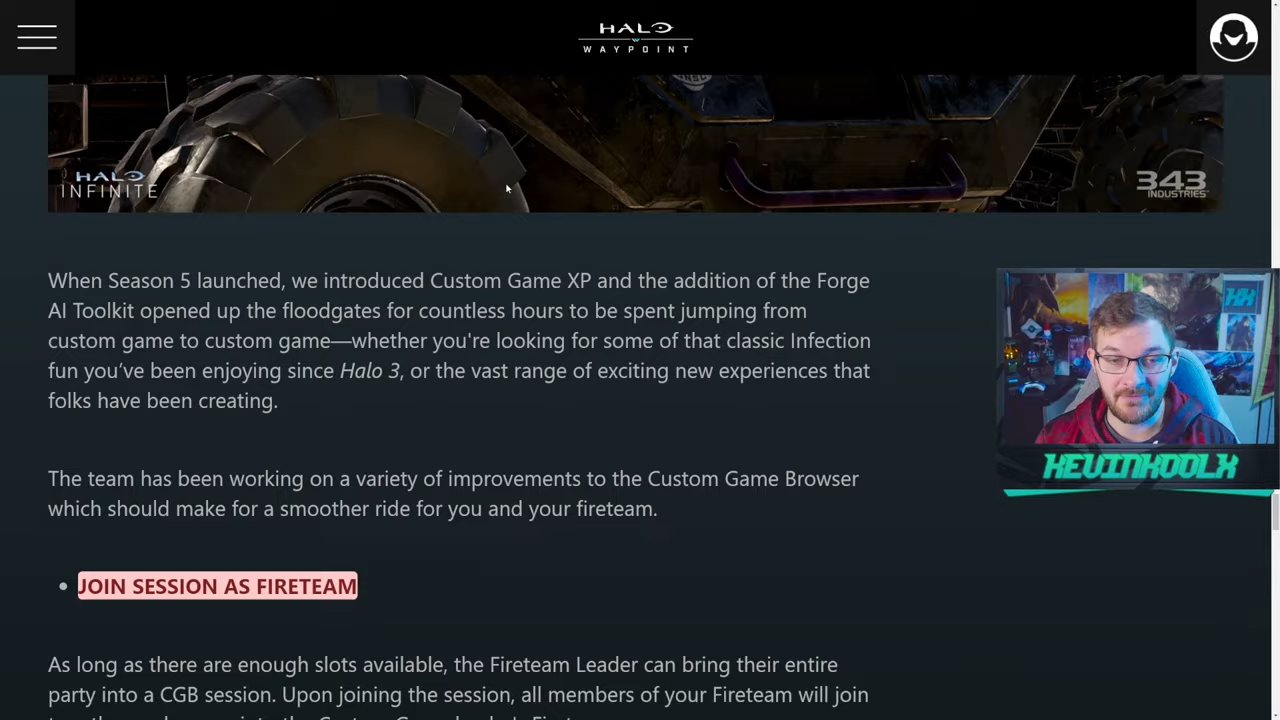 HALO
WAYPOINT
HALO
INFINITE
343
INDUSTRIES
When Season 5 launched, we introduced Custom Game XP and the addition of the Forge
AI Toolkit opened up the floodgates for countless hours to be spent jumping from
custom game to custom game—whether you're looking for some of that classic Infection
fun you've been enjoying since Halo 3, or the vast range of exciting new experiences that
folks have been creating.
KEVINKOOLX
The team has been working on a variety of improvements to the Custom Game Browser
which should make for a smoother ride for you and your fireteam.
• JOIN SESSION AS FIRETEAM
As long as there are enough slots available, the Fireteam Leader can bring their entire
party into a CGB session. Upon joining the session, all members of your Fireteam will join